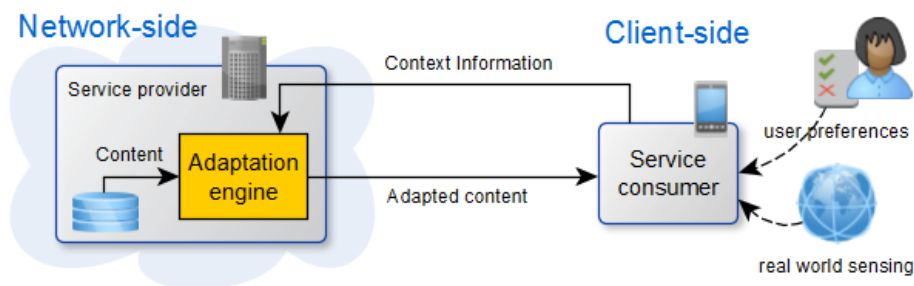 Network-side
Client-side
Service provider
Context Information
Content
Adaptation
engine
Adapted content
Service
consumer
user preferences
real world sensing